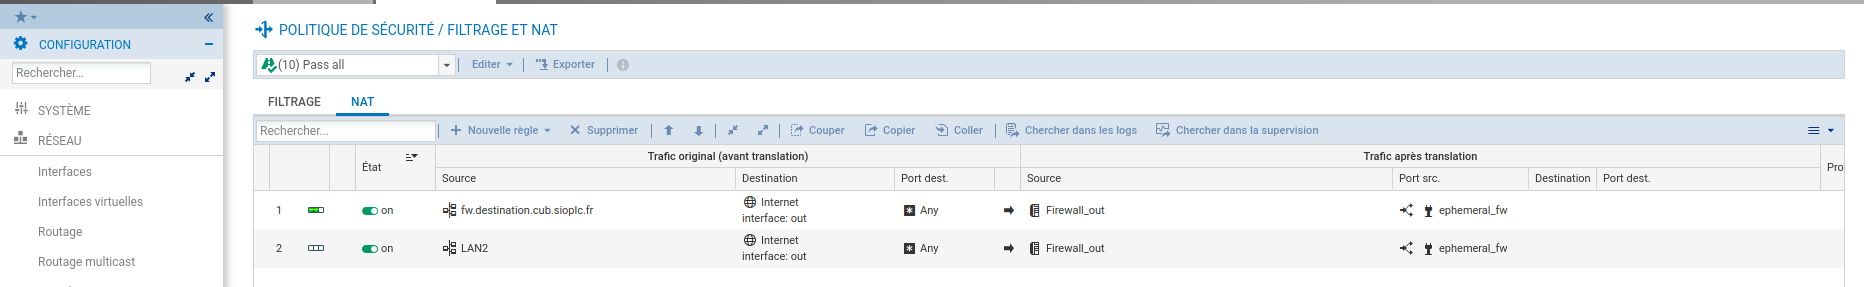 CONFIGURATION
Rechercher...
SYSTÈME
RÉSEAU
Interfaces
Interfaces virtuelles
Routage
Routage multicast
POLITIQUE DE SÉCURITÉ / FILTRAGE ET NAT
(10) Pass all Editer Exporter
FILTRAGE NAT
Rechercher... Nouvelle règle Supprimer Couper Copier Coller Chercher dans les logs Chercher dans la supervision
État Trafic original (avant translation) Trafic après translation Pro
Source Destination Port dest. Source Port src. Destination Port dest.
1 on fw.destination.cub.sioplc.fr Internet interface: out Any Firewall_out ephemeral_fw
2 on LAN2 Internet interface: out Any Firewall_out ephemeral_fw